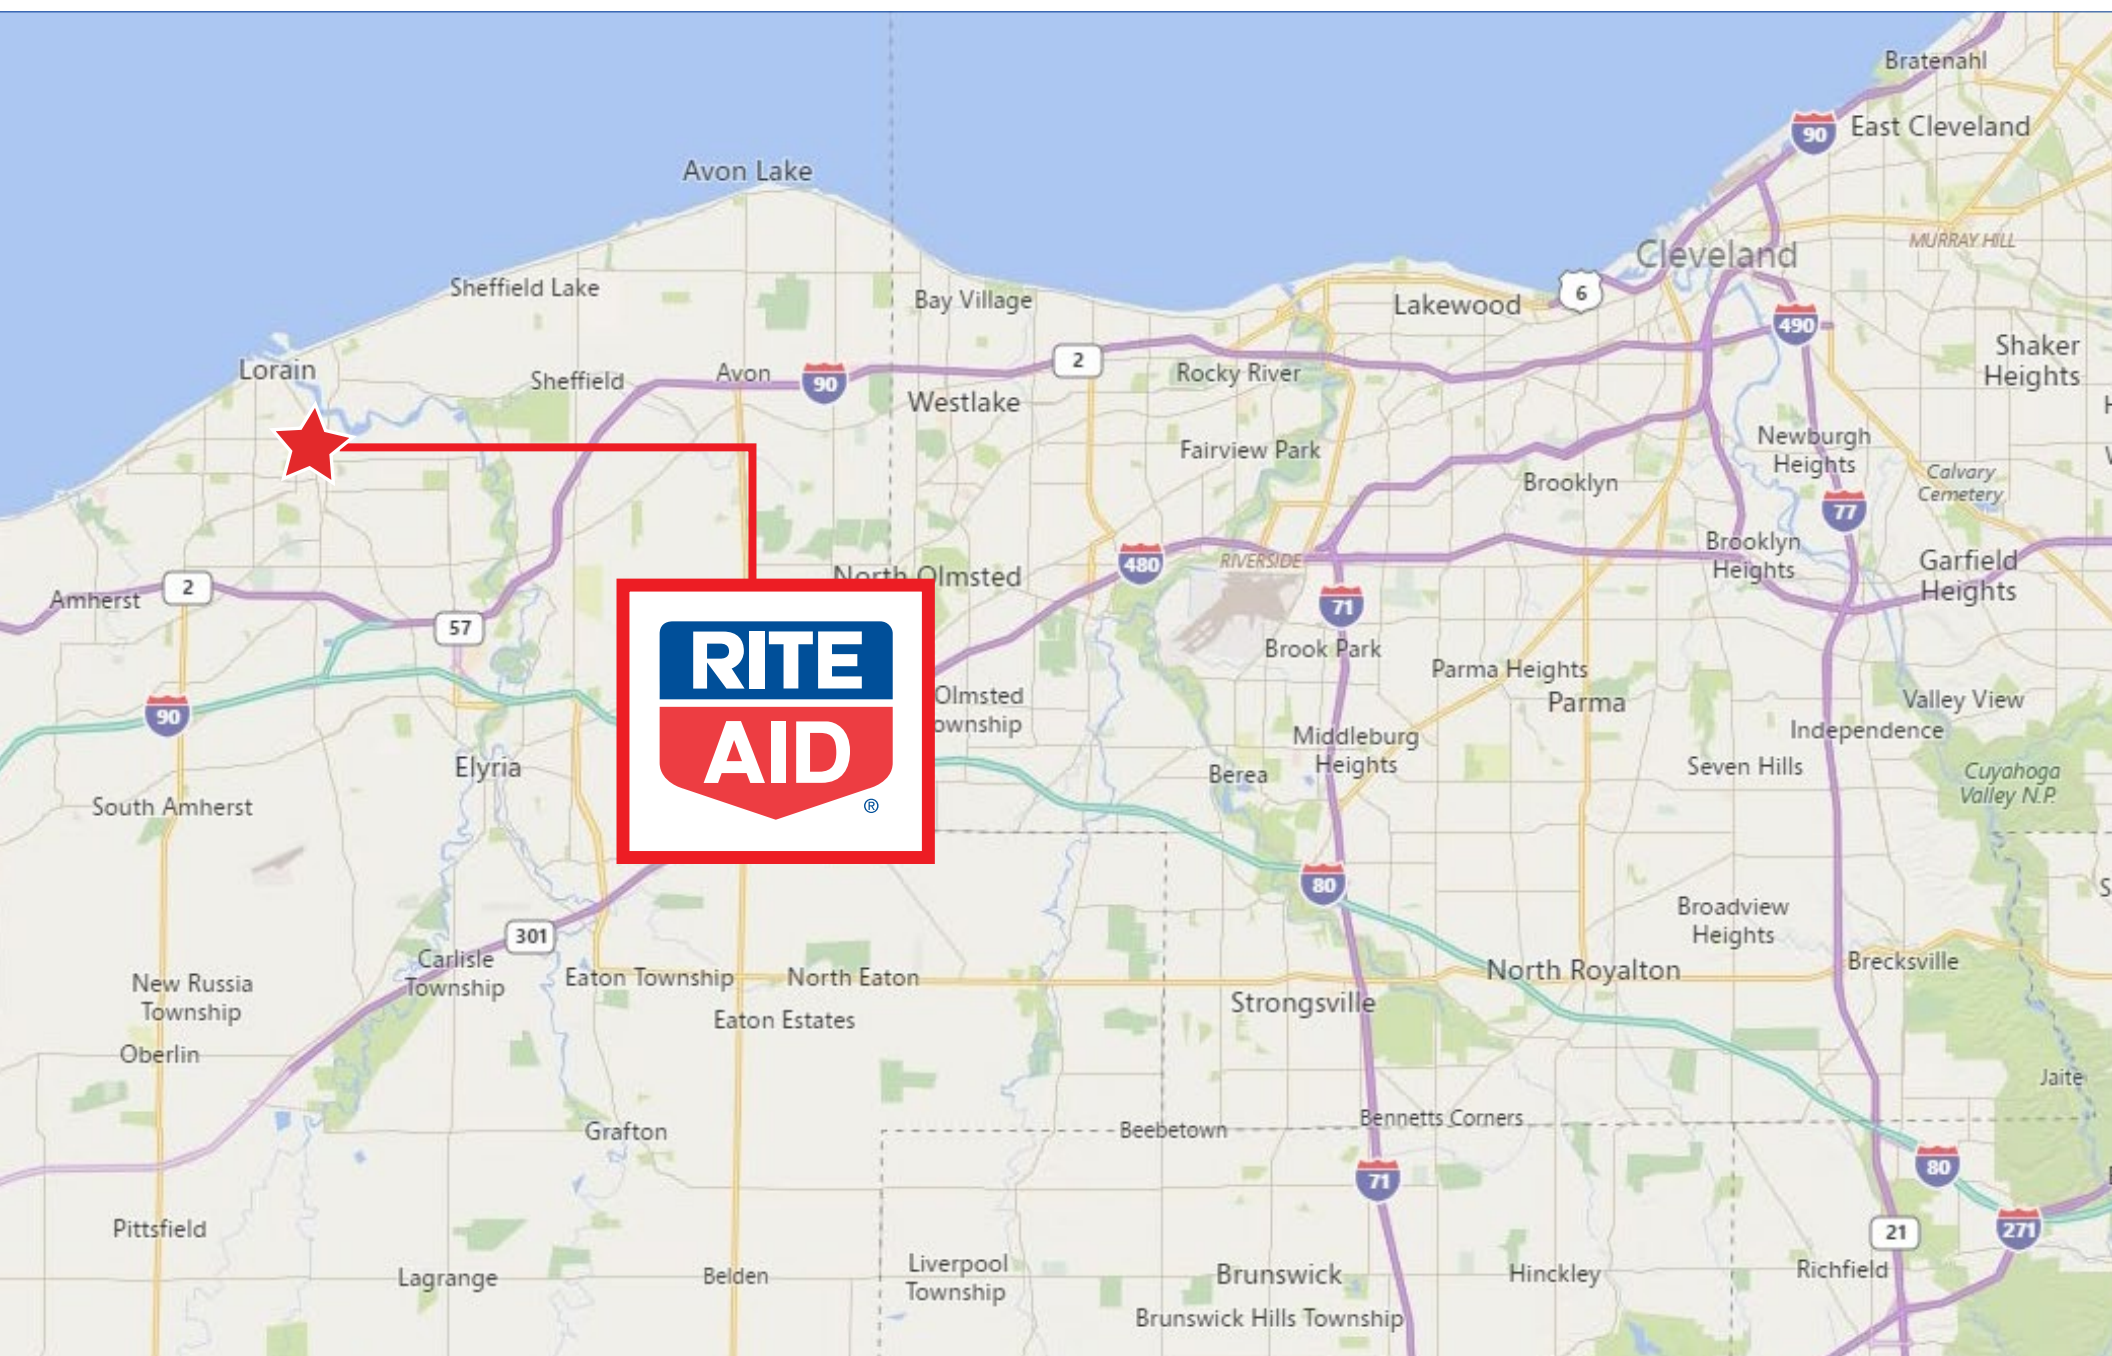 Bratenahl
90
East Cleveland
Avon Lake
MURRAY HILL
Cleveland
Sheffield Lake
Bay Village
Lakewood
6
490
Shaker
Heights
Lorain
Sheffield
Avon
90
2
Rocky River
Westlake
Newburgh
Heights
Fairview Park
Brooklyn
Calvary
Cemetery
77
Brooklyn
Heights
Garfield
Heights
480
RIVERSIDE
North Olmsted
Amherst
2
57
71
Brook Park
Parma Heights
Parma
RITE
AID
®
Olmsted
ownship
Valley View
Independence
90
Middleburg
Heights
Berea
Seven Hills
Elyria
Cuyahoga
Valley N.P.
South Amherst
80
Broadview
Heights
301
Carlisle
Township
Eaton Township
North Eaton
North Royalton
Brecksville
New Russia
Township
Strongsville
Eaton Estates
Oberlin
Jaite
Grafton
Beebetown
Bennetts Corners
71
80
Pittsfield
21
271
Lagrange
Belden
Liverpool
Township
Brunswick
Hinckley
Richfield
Brunswick Hills Township